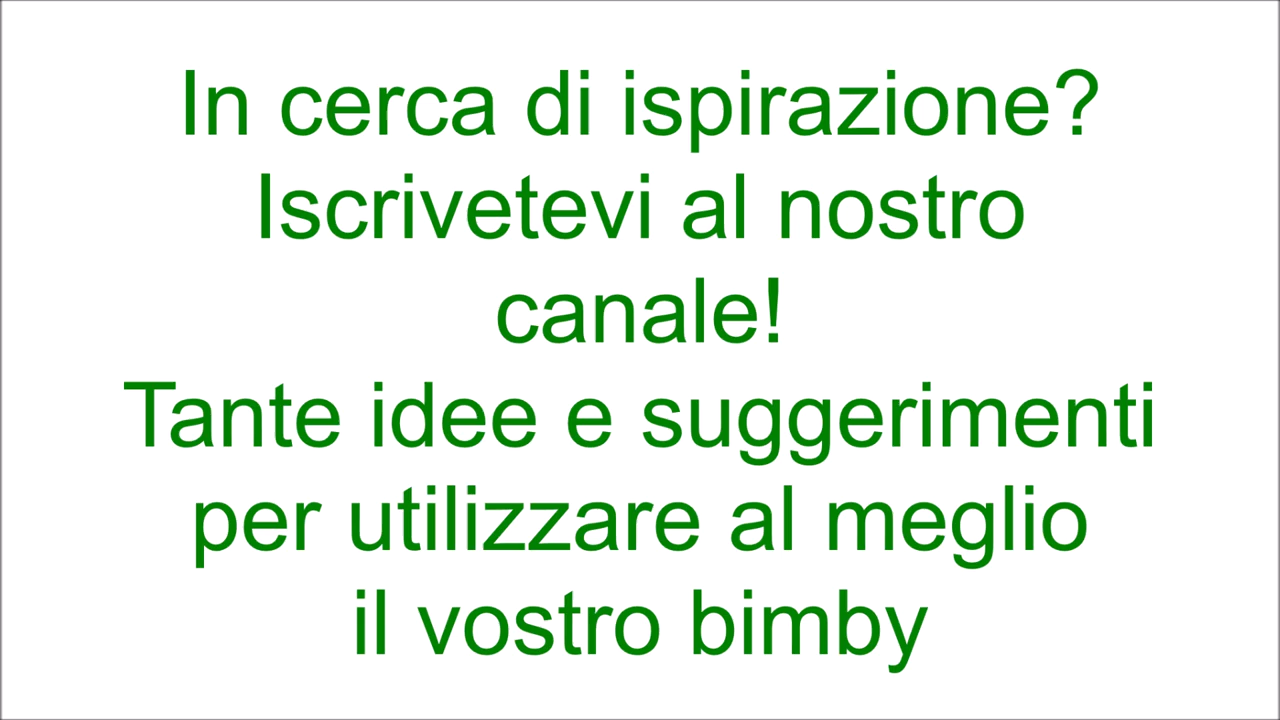 In cerca di ispirazione?
Iscrivetevi al nostro
canale!
Tante idee e suggerimenti
per utilizzare al meglio
il vostro bimby